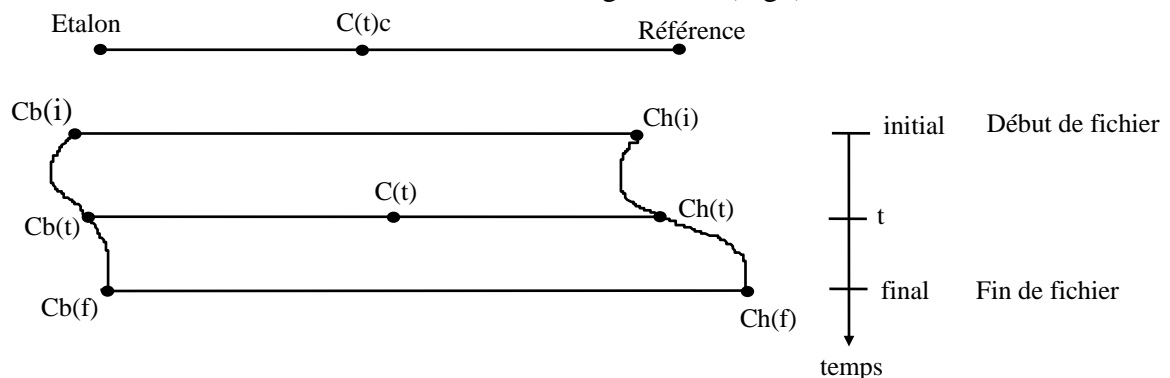 Etalon C(t)c Référence
Cb(i) Ch(i) initial Début de fichier
C(t)
Cb(t) Ch(t) t
Cb(f) Ch(f) final Fin de fichier
temps